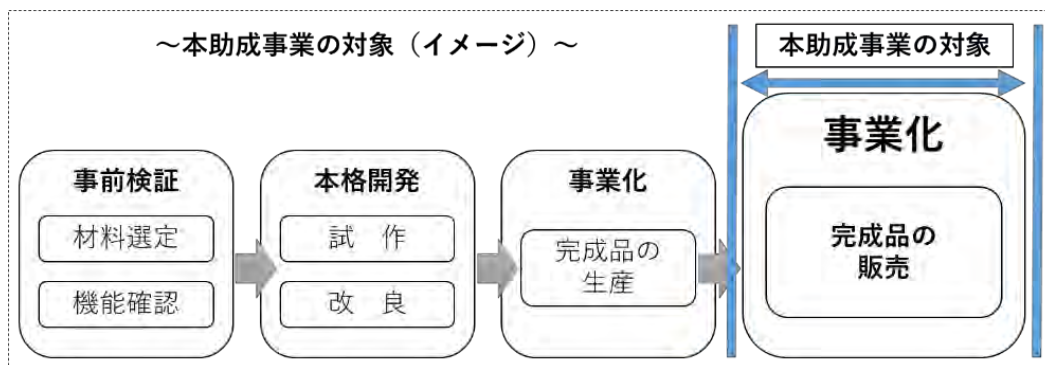 ～本助成事業の対象（イメージ）～
本助成事業の対象
事前検証
材料選定
機能確認
本格開発
試　作
改　良
事業化
完成品の
生産
事業化
完成品の
販売